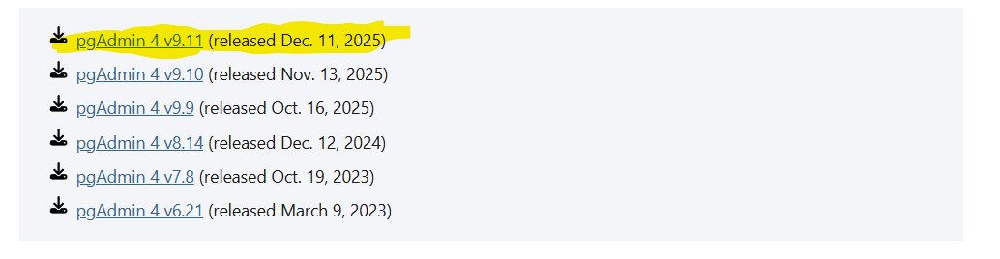 pgAdmin 4 v9.11 (released Dec. 11, 2025)
pgAdmin 4 v9.10 (released Nov. 13, 2025)
pgAdmin 4 v9.9 (released Oct. 16, 2025)
pgAdmin 4 v8.14 (released Dec. 12, 2024)
pgAdmin 4 v7.8 (released Oct. 19, 2023)
pgAdmin 4 v6.21 (released March 9, 2023)